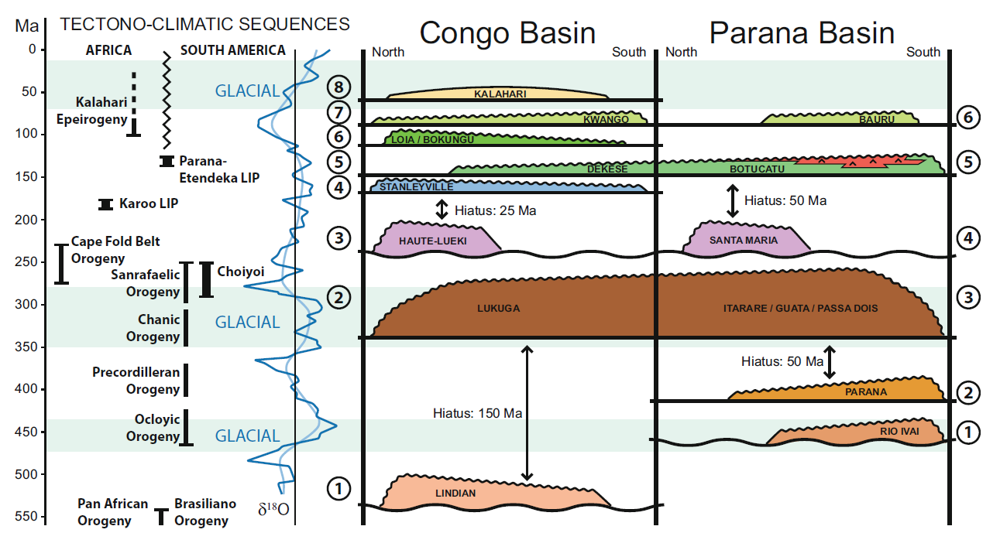 Ma
TECTONO-CLIMATIC SEQUENCES
AFRICA
SOUTH AMERICA
Congo Basin
Parana Basin
North
South
North
South
0
50
100
150
200
250
300
350
400
450
500
550
Kalahari
Epeirogeny
Parana-
Etendeka LIP
Karoo LIP
Cape Fold Belt
Orogeny
Sanrafaelic
Orogeny
Choiyoi
Chanic
Orogeny
Precordilleran
Orogeny
Ocloyic
Orogeny
Pan African
Orogeny
Brasiliano
Orogeny
GLACIAL
GLACIAL
GLACIAL
δ¹⁸O
8
7
6
5
4
3
2
1
KALAHARI
KWANGO
LOIA / BOKUNGU
DEKESE
STANLEYVILLE
Hiatus: 25 Ma
HAUTE-LUEKI
LUKUGA
Hiatus: 150 Ma
LINDIAN
BAURU
BOTUCATU
Hiatus: 50 Ma
SANTA MARIA
ITARARE / GUATA / PASSA DOIS
Hiatus: 50 Ma
PARANA
RIO IVAI
6
5
4
3
2
1